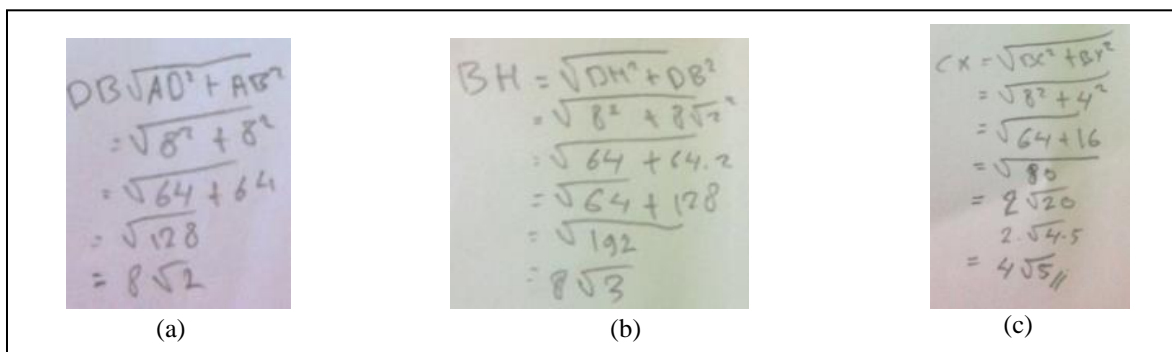 DB√AD² + AB²
= √8² + 8²
= √64 + 64
= √128
= 8√2
(a)
BH = √DH² + DB²
= √8² + 8√2²
= √64 + 64.2
= √64 + 128
= √192
= 8√3
(b)
CX = √BC² + BX²
= √8² + 4²
= √64 + 16
= √80
= 2√20
2.√4.5
= 4√5//
(c)